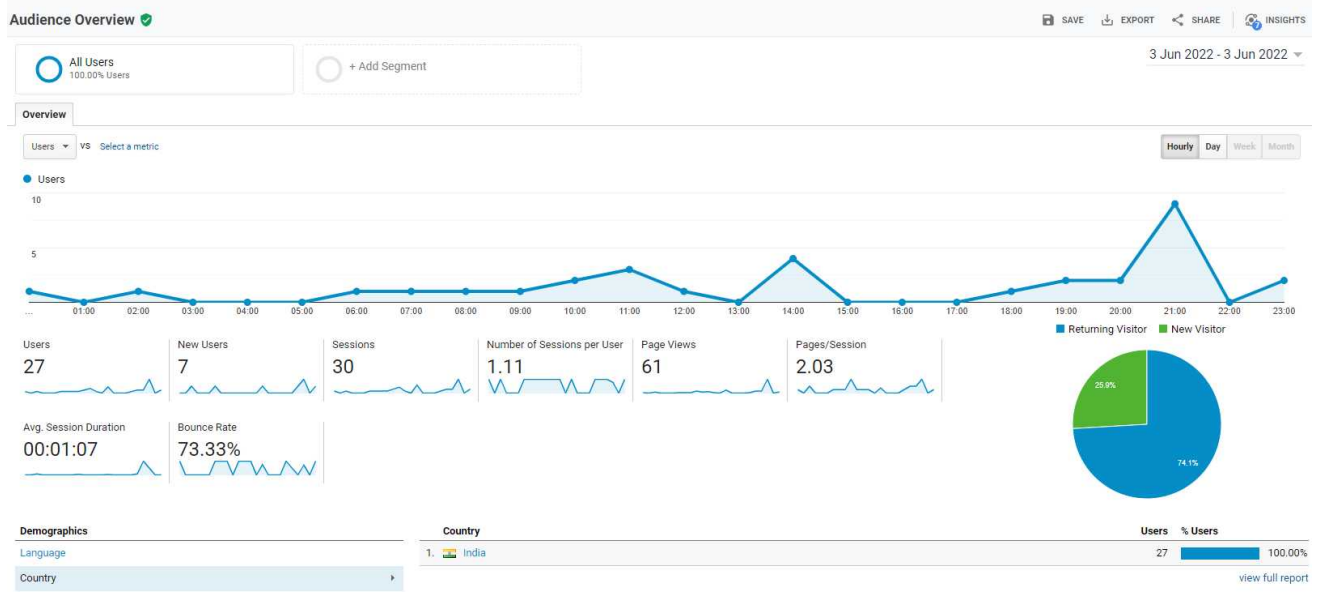 Audience Overview
SAVE EXPORT SHARE INSIGHTS
7
All Users
100.00% Users
+ Add Segment
3 Jun 2022 - 3 Jun 2022
Overview
Users VS Select a metric
Hourly Day Week Month
Users
10
5
... 01:00 02:00 03:00 04:00 05:00 06:00 07:00 08:00 09:00 10:00 11:00 12:00 13:00 14:00 15:00 16:00 17:00 18:00 19:00 20:00 21:00 22:00 23:00
Returning Visitor New Visitor
Users New Users Sessions Number of Sessions per User Page Views Pages/Session
27 7 30 1.11 61 2.03
25.9%
74.1%
Avg. Session Duration Bounce Rate
00:01:07 73.33%
Demographics Country Users % Users
Language 1. India 27 100.00%
Country view full report